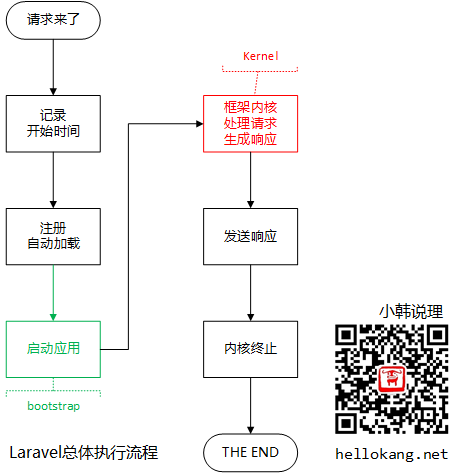 请求来了
记录
开始时间
注册
自动加载
启动应用
bootstrap
Kernel
框架内核
处理请求
生成响应
发送响应
内核终止
THE END
Laravel总体执行流程
小韩说理
hellokang.net